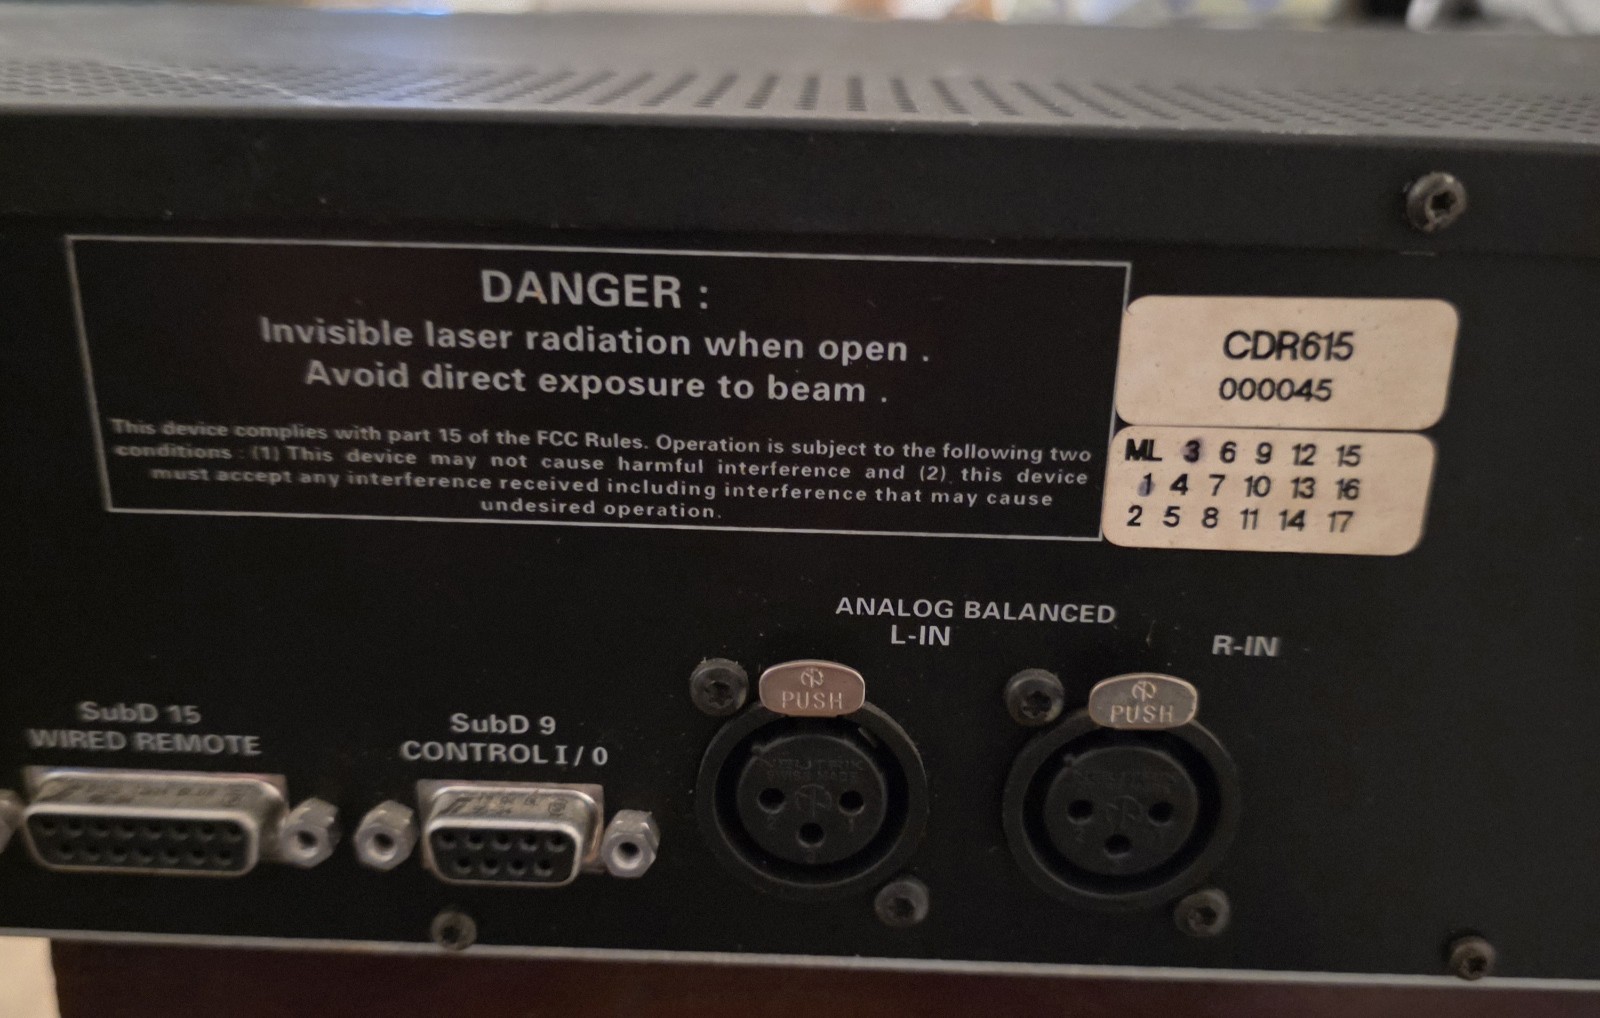 DANGER :
Invisible laser radiation when open .
Avoid direct exposure to beam .
This device complies with part 15 of the FCC Rules. Operation is subject to the following two
conditions : (1) This device may not cause harmful interference and (2) this device
must accept any interference received including interference that may cause
undesired operation.
CDR615
000045
ML 3 6 9 12 15
1 4 7 10 13 16
2 5 8 11 14 17
ANALOG BALANCED
L-IN
R-IN
SubD 15
WIRED REMOTE
SubD 9
CONTROL I / 0
PUSH
PUSH
NEUTRIK
SWISS MADE